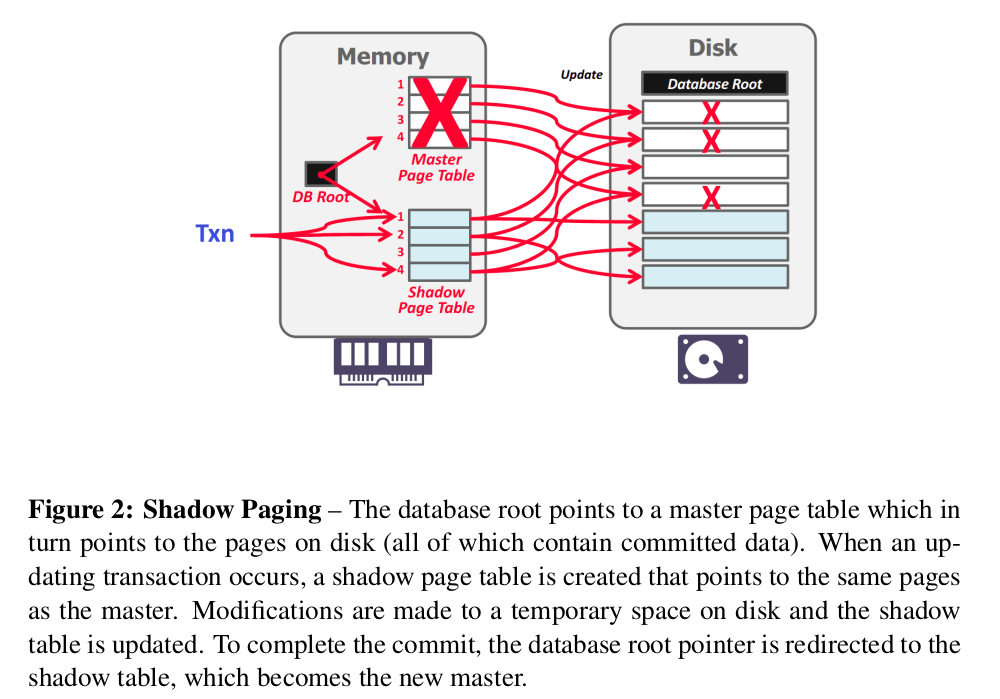 Memory
Disk
Update
Database Root
1
2
3
4
Master
Page Table
DB Root
Txn
1
2
3
4
Shadow
Page Table
X
X
X
Figure 2: Shadow Paging – The database root points to a master page table which in
turn points to the pages on disk (all of which contain committed data). When an up-
dating transaction occurs, a shadow page table is created that points to the same pages
as the master. Modifications are made to a temporary space on disk and the shadow
table is updated. To complete the commit, the database root pointer is redirected to the
shadow table, which becomes the new master.